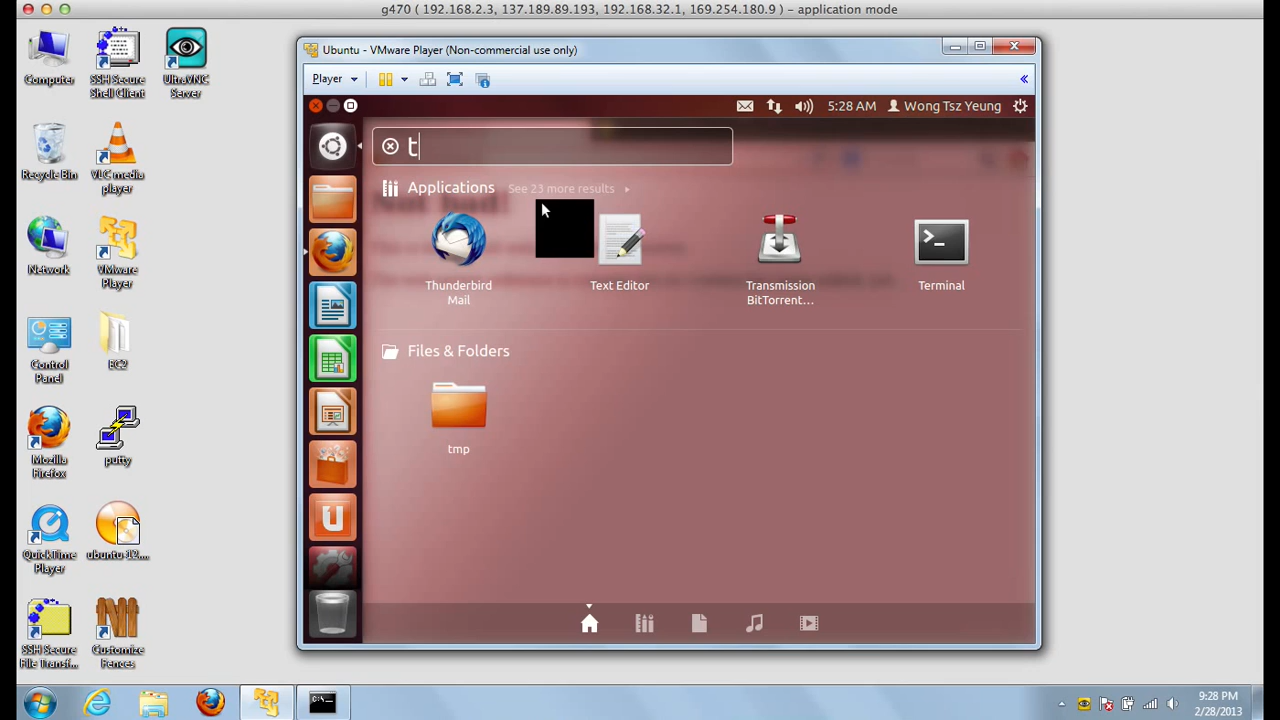 g470 ( 192.168.2.3, 137.189.89.193, 192.168.32.1, 169.254.180.9 ) – application mode
Computer
SSH Secure
Shell Client
UltraVNC
Server
Recycle Bin
VLC media
player
Network
VMware
Player
Control
Panel
EC2
Mozilla
Firefox
putty
QuickTime
Player
ubuntu-12....
SSH Secure
File Transf...
Customize
Fences
Ubuntu - VMware Player (Non-commercial use only)
Player
5:28 AM
Wong Tsz Yeung
t
Applications
See 23 more results
Thunderbird
Mail
Text Editor
Transmission
BitTorrent...
Terminal
Files & Folders
tmp
9:28 PM
2/28/2013